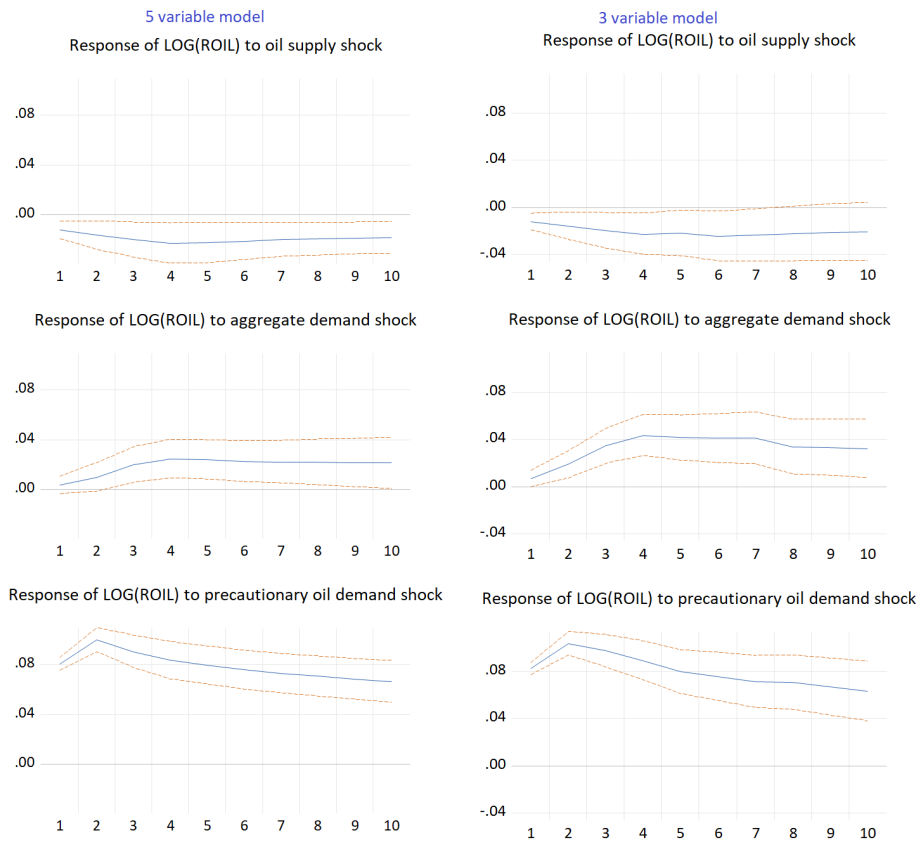 5 variable model
Response of LOG(ROIL) to oil supply shock
.08
.04
.00
1 2 3 4 5 6 7 8 9 10
Response of LOG(ROIL) to aggregate demand shock
.08
.04
.00
1 2 3 4 5 6 7 8 9 10
Response of LOG(ROIL) to precautionary oil demand shock
.08
.04
.00
1 2 3 4 5 6 7 8 9 10
3 variable model
Response of LOG(ROIL) to oil supply shock
.08
.04
.00
-.04
1 2 3 4 5 6 7 8 9 10
Response of LOG(ROIL) to aggregate demand shock
.08
.04
.00
-.04
1 2 3 4 5 6 7 8 9 10
Response of LOG(ROIL) to precautionary oil demand shock
.08
.04
.00
-.04
1 2 3 4 5 6 7 8 9 10